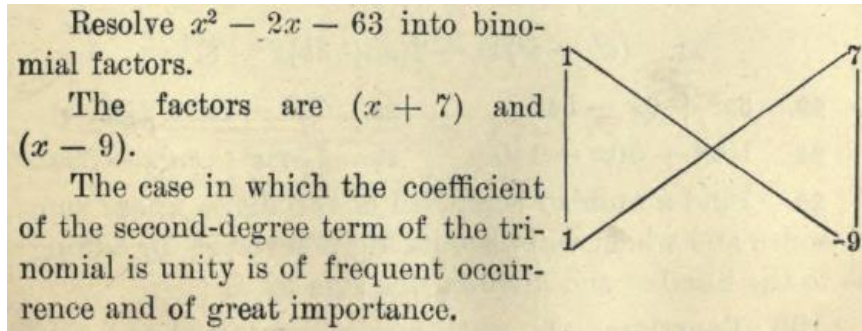 Resolve x² − 2x − 63 into bino-
mial factors.
The factors are (x + 7) and
(x − 9).
The case in which the coefficient
of the second-degree term of the tri-
nomial is unity is of frequent occur-
rence and of great importance.
1 7
1 -9